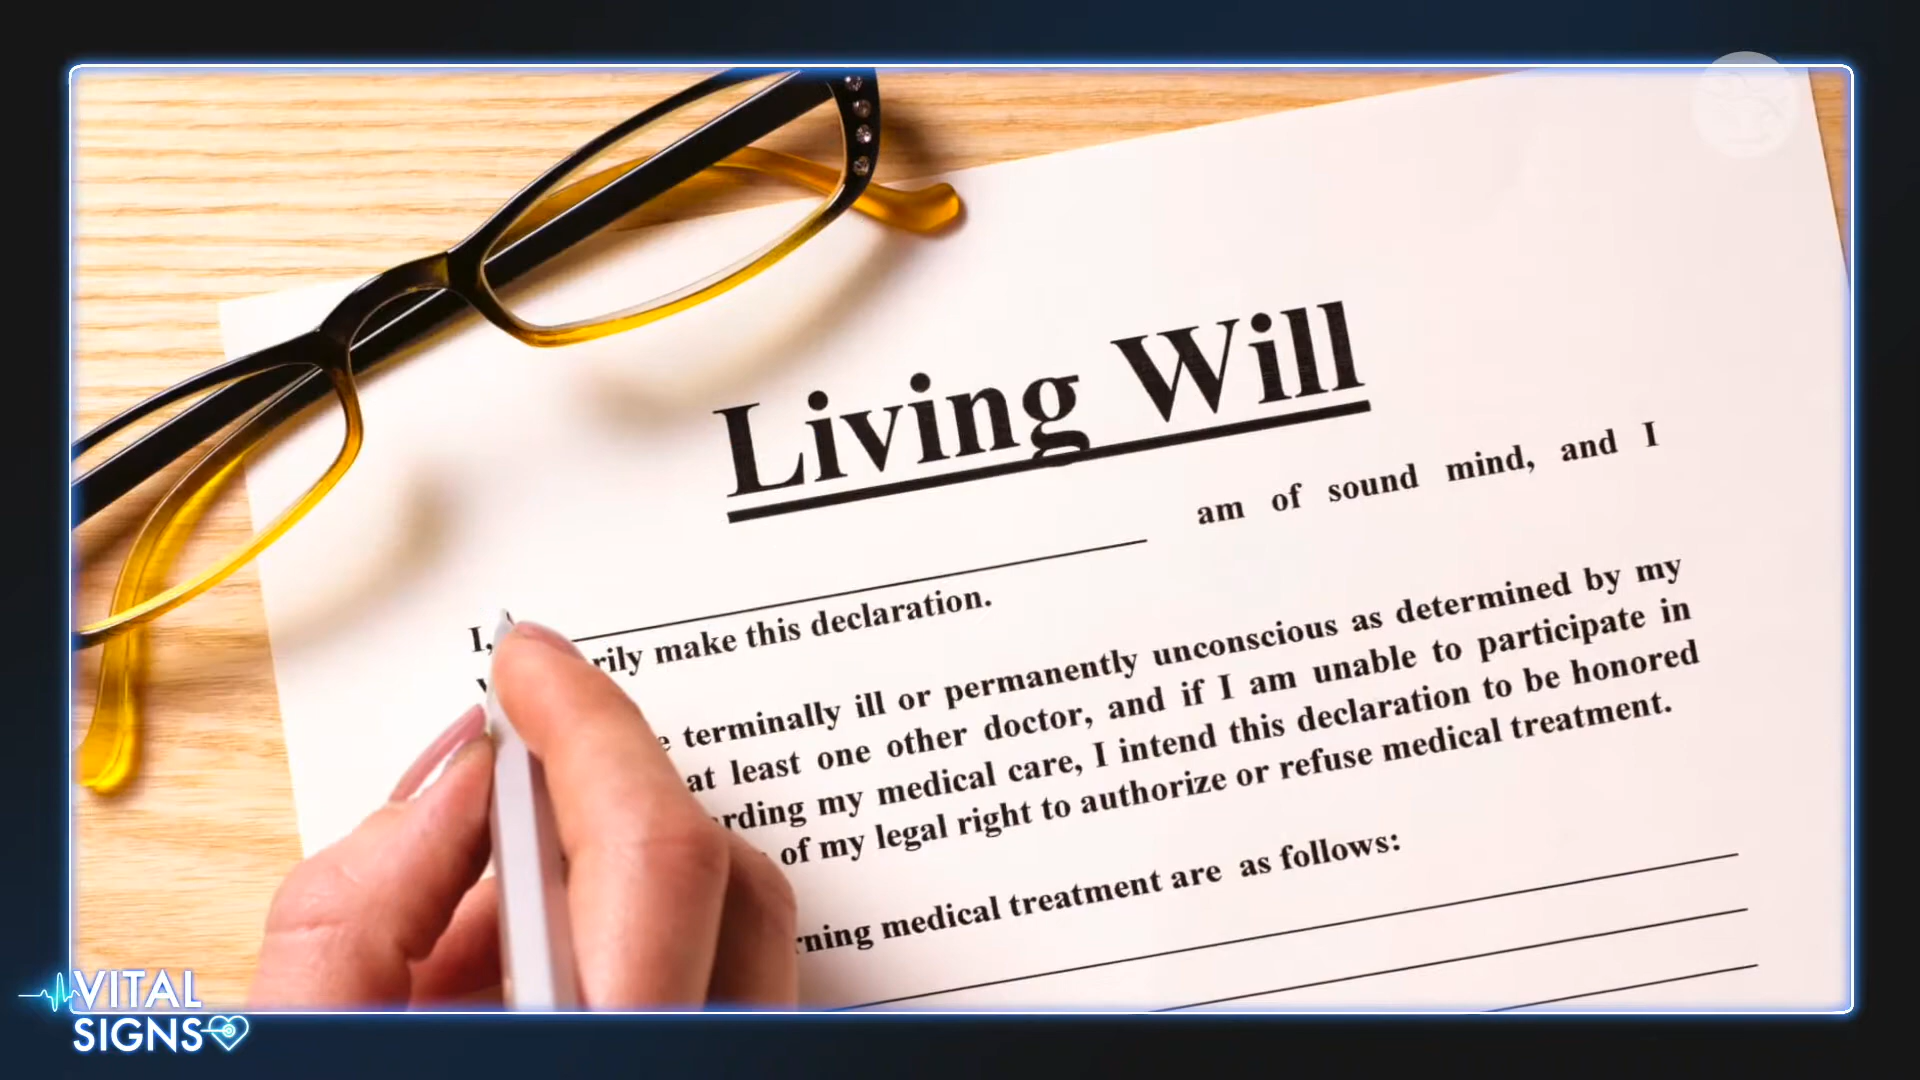 Living Will
I, am of sound mind, and I
make this declaration.
terminally ill or permanently unconscious as determined by my
at least one other doctor, and if I am unable to participate in
my medical care, I intend this declaration to be honored
of my legal right to authorize or refuse medical treatment.
medical treatment are as follows:
VITAL
SIGNS